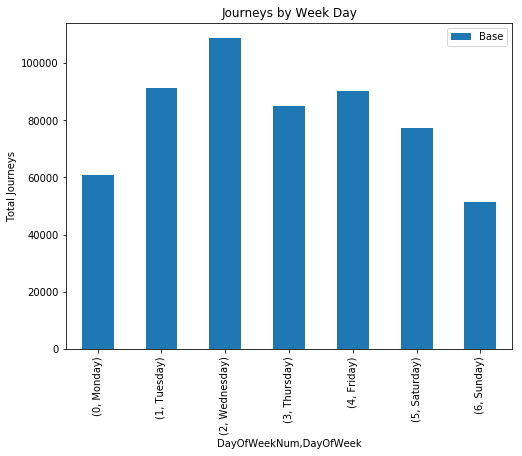 Journeys by Week Day
Base
Total Journeys
100000
80000
60000
40000
20000
0
(0, Monday)
(1, Tuesday)
(2, Wednesday)
(3, Thursday)
(4, Friday)
(5, Saturday)
(6, Sunday)
DayOfWeekNum,DayOfWeek